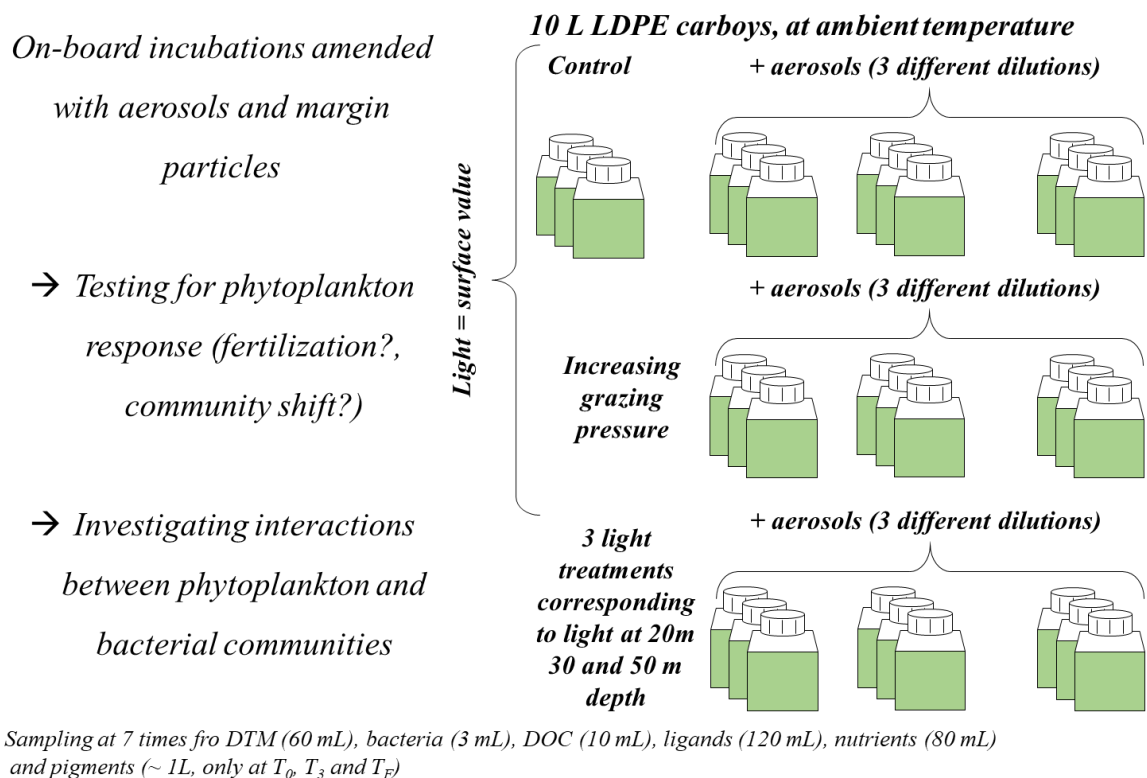 On-board incubations amended
with aerosols and margin
particles
→ Testing for phytoplankton
response (fertilization?,
community shift?)
→ Investigating interactions
between phytoplankton and
bacterial communities
10 L LDPE carboys, at ambient temperature
Control
+ aerosols (3 different dilutions)
Light = surface value
+ aerosols (3 different dilutions)
Increasing
grazing
pressure
+ aerosols (3 different dilutions)
3 light
treatments
corresponding
to light at 20m
30 and 50 m
depth
Sampling at 7 times fro DTM (60 mL), bacteria (3 mL), DOC (10 mL), ligands (120 mL), nutrients (80 mL)
and pigments (~ 1L, only at T0, T3 and TF)